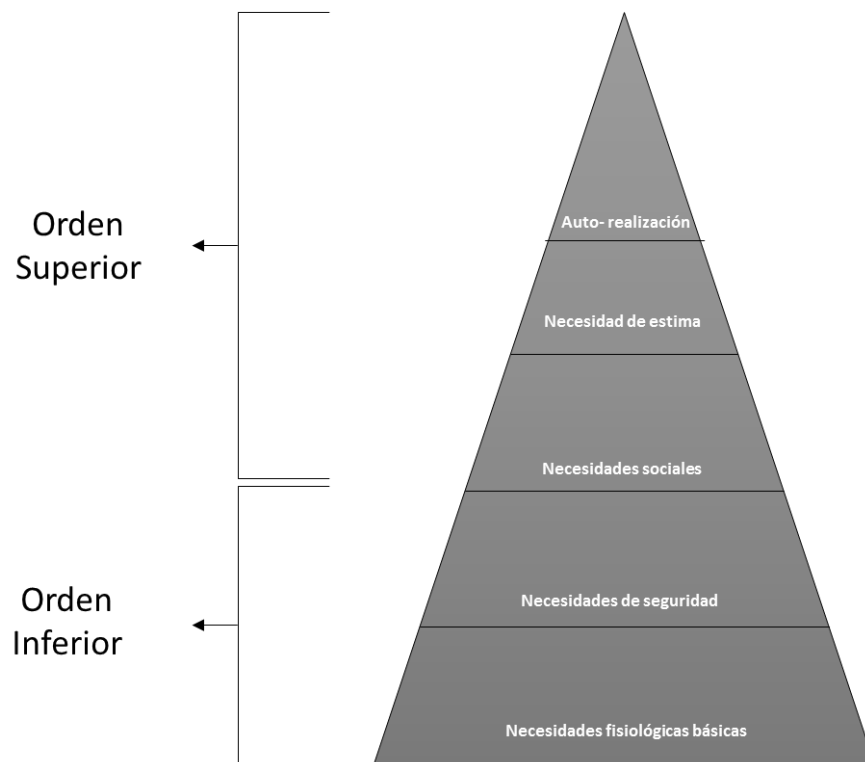 Orden
Superior
Auto- realización
Necesidad de estima
Necesidades sociales
Orden
Inferior
Necesidades de seguridad
Necesidades fisiológicas básicas